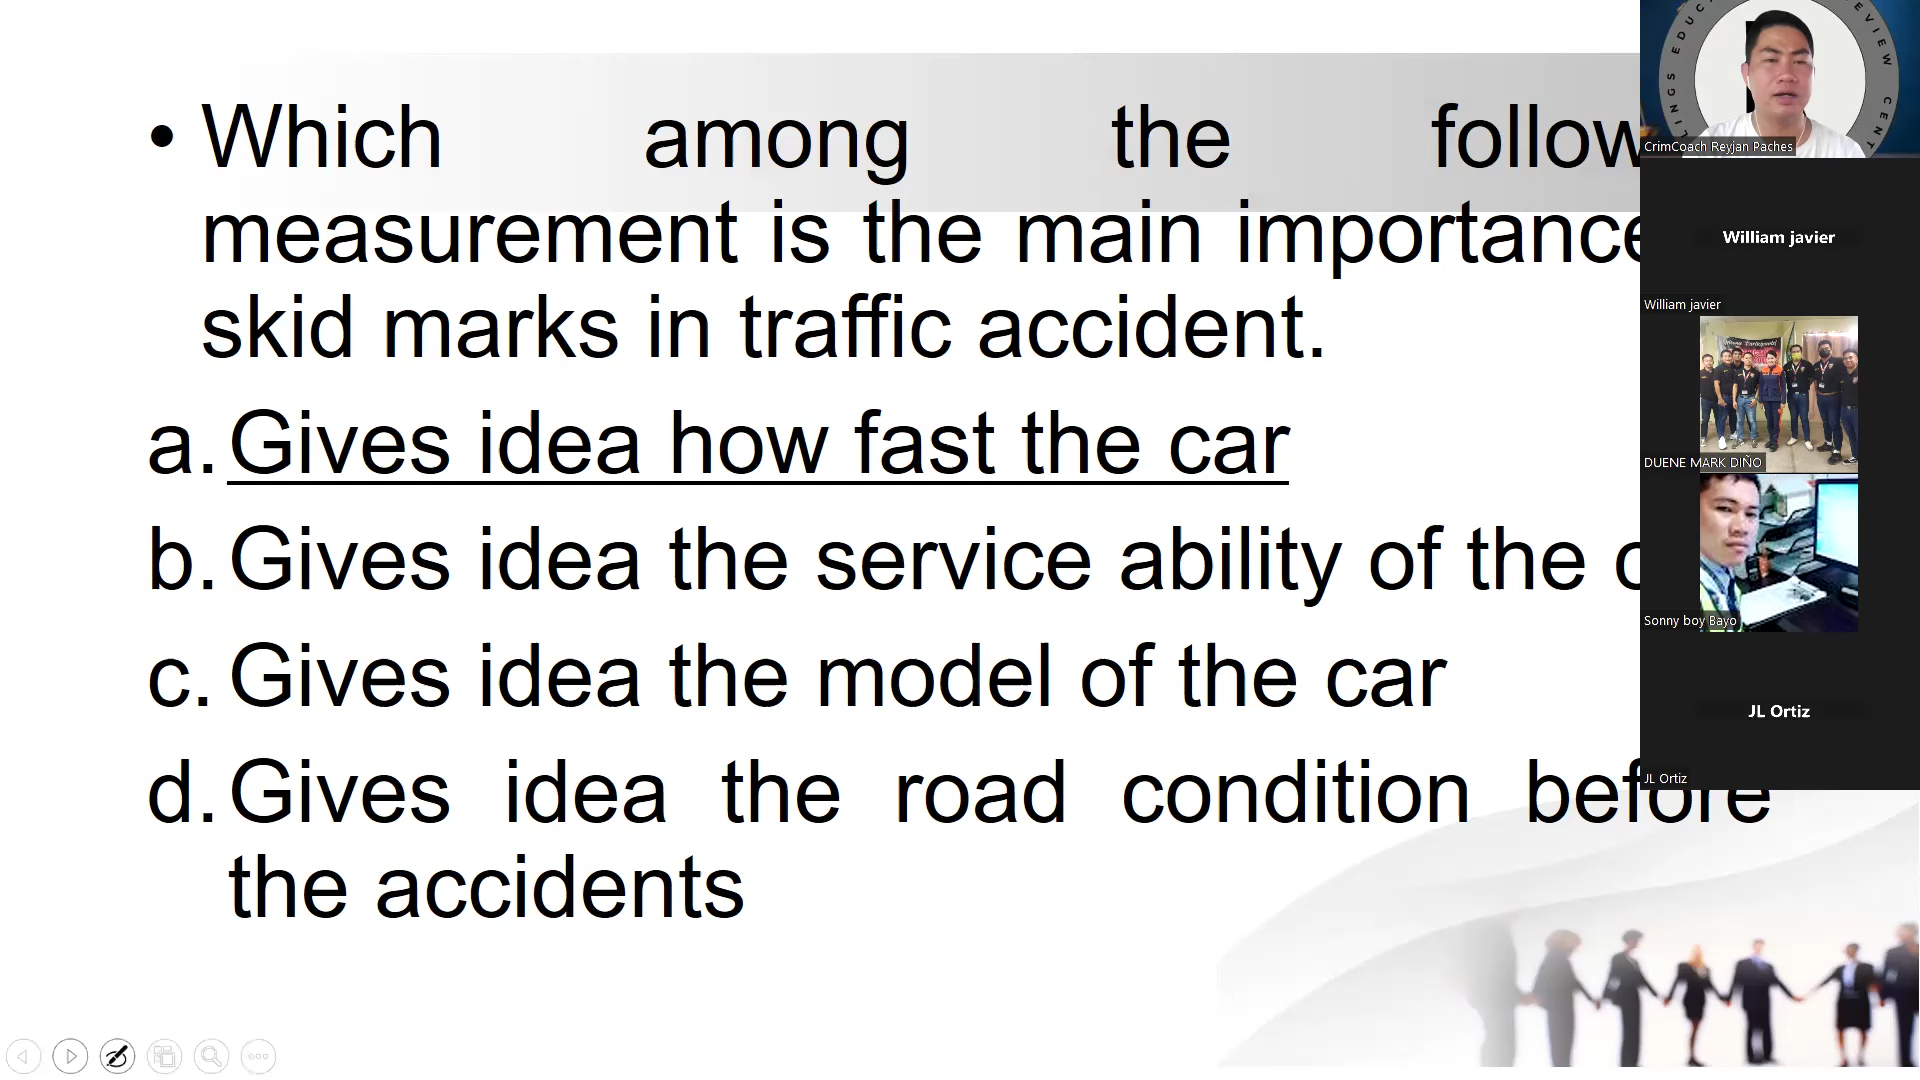 • Which among the follow
measurement is the main importance
skid marks in traffic accident.
a. Gives idea how fast the car
b. Gives idea the service ability of the c
c. Gives idea the model of the car
d. Gives idea the road condition before
the accidents
CrimCoach Reyjan Paches
William javier
William javier
DUENE MARK DIÑO
Sonny boy Bayo
JL Ortiz
JL Ortiz